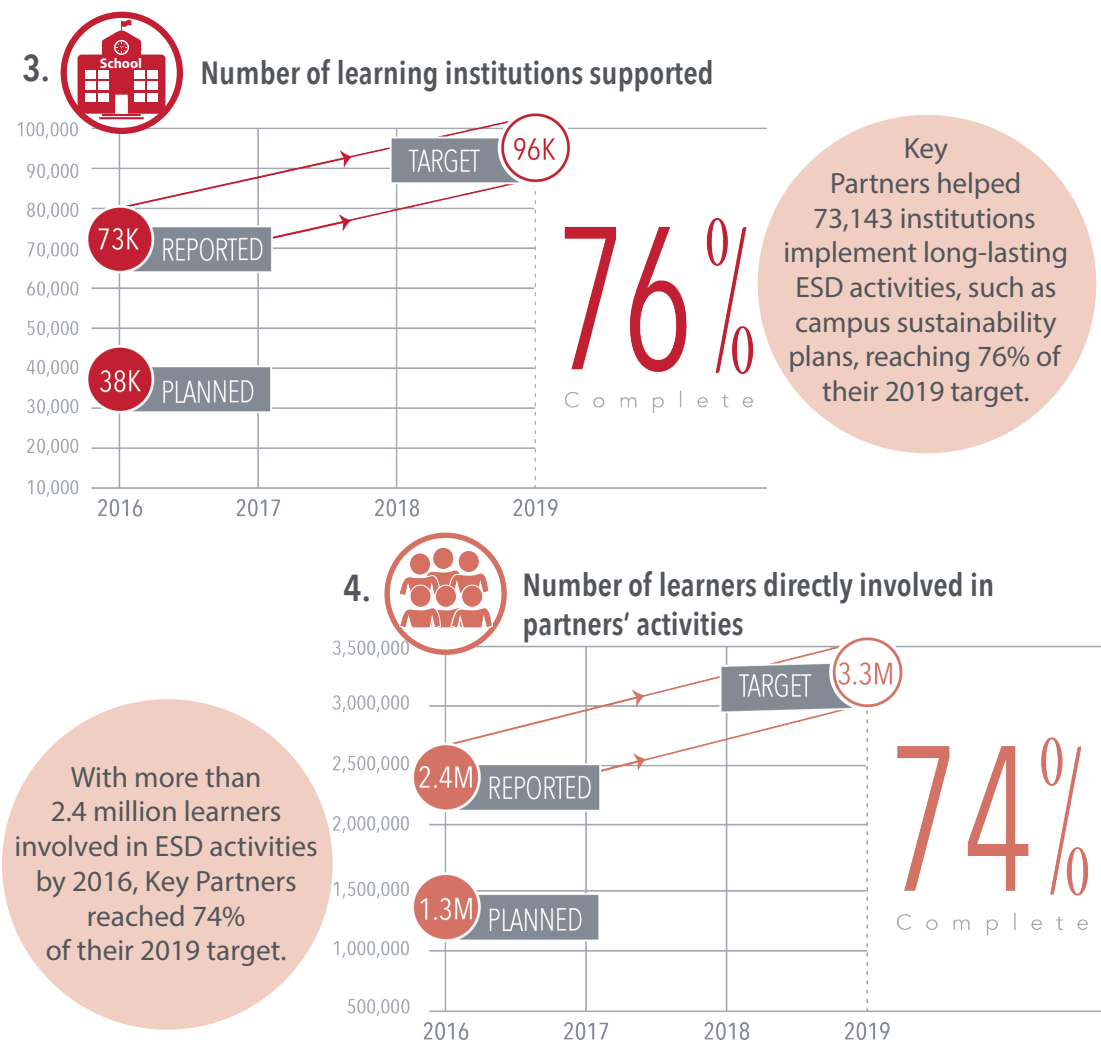 3.
School
Number of learning institutions supported
100,000
90,000
80,000
70,000
60,000
50,000
40,000
30,000
20,000
10,000
TARGET
96K
73K
REPORTED
38K
PLANNED
2016
2017
2018
2019
76%
Complete
Key
Partners helped
73,143 institutions
implement long-lasting
ESD activities, such as
campus sustainability
plans, reaching 76% of
their 2019 target.
4.
Number of learners directly involved in
partners’ activities
3,500,000
3,000,000
2,500,000
2,000,000
1,500,000
1,000,000
500,000
TARGET
3.3M
2.4M
REPORTED
1.3M
PLANNED
2016
2017
2018
2019
74%
Complete
With more than
2.4 million learners
involved in ESD activities
by 2016, Key Partners
reached 74%
of their 2019 target.